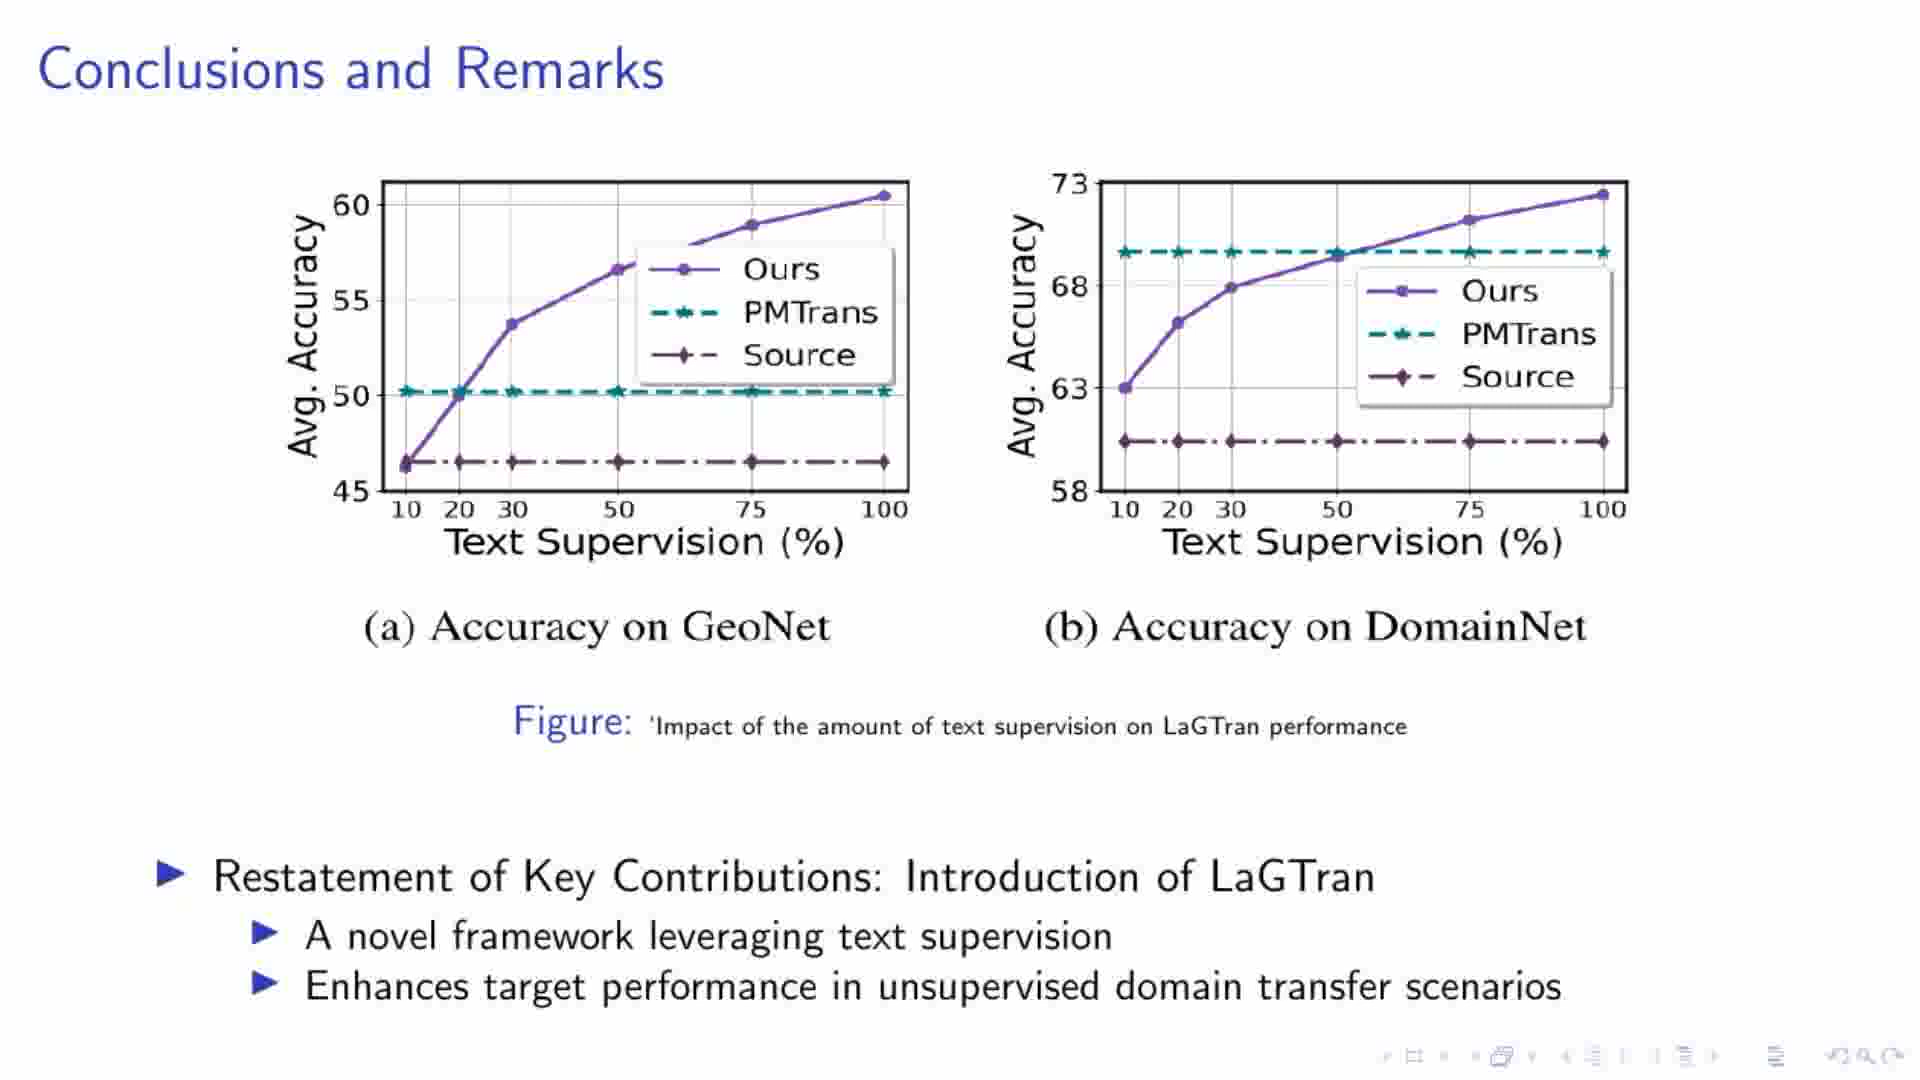 Conclusions and Remarks
60
55
50
45
Avg. Accuracy
Ours
PMTrans
Source
10 20 30 50 75 100
Text Supervision (%)
(a) Accuracy on GeoNet
73
68
63
58
Avg. Accuracy
Ours
PMTrans
Source
10 20 30 50 75 100
Text Supervision (%)
(b) Accuracy on DomainNet
Figure: 'Impact of the amount of text supervision on LaGTran performance
Restatement of Key Contributions: Introduction of LaGTran
A novel framework leveraging text supervision
Enhances target performance in unsupervised domain transfer scenarios